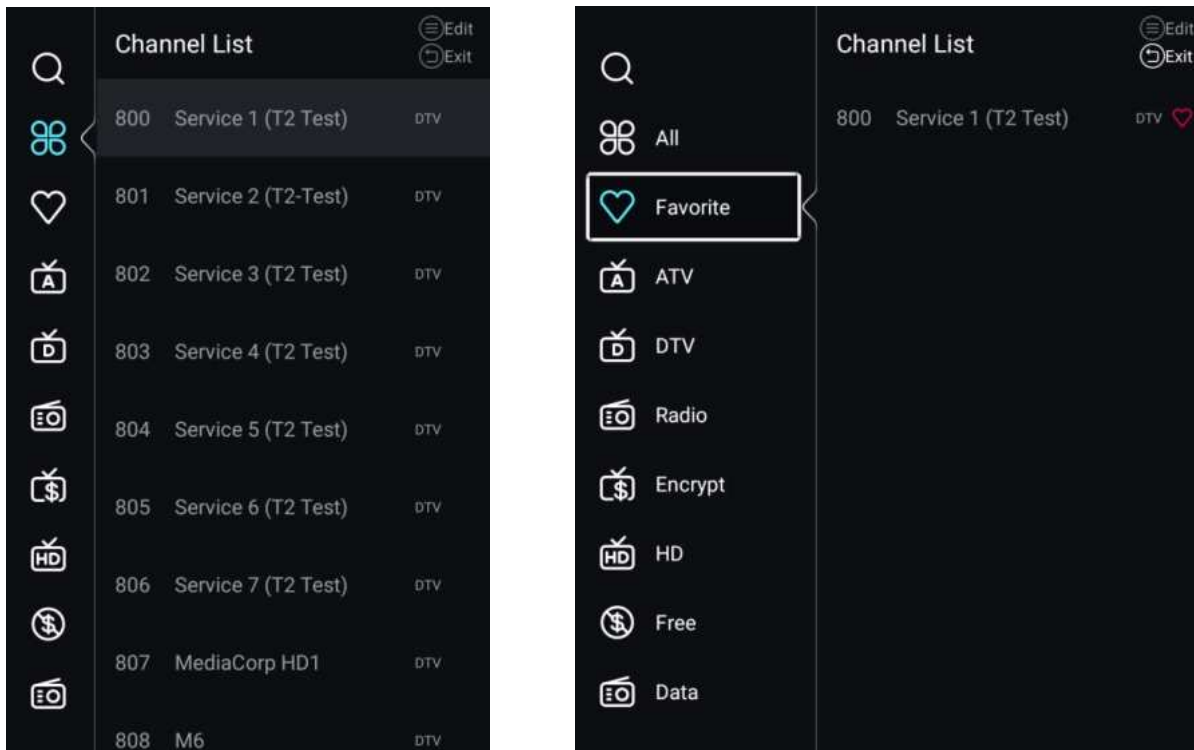 Channel List
Edit
Exit
800 Service 1 (T2 Test) DTV
801 Service 2 (T2-Test) DTV
802 Service 3 (T2 Test) DTV
A
803 Service 4 (T2 Test) DTV
D
804 Service 5 (T2 Test) DTV
805 Service 6 (T2 Test) DTV
$
HD
806 Service 7 (T2 Test) DTV
$
807 MediaCorp HD1 DTV
808 M6 DTV
Channel List
Edit
Exit
800 Service 1 (T2 Test) DTV
All
Favorite
A ATV
D DTV
Radio
$ Encrypt
HD HD
$ Free
Data